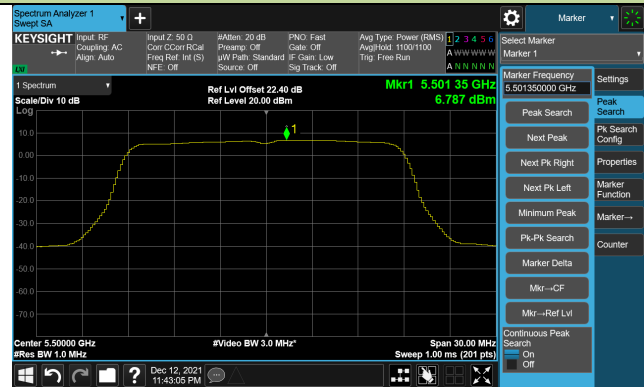 Spectrum Analyzer 1
Swept SA
+
Marker
KEYSIGHT
Input: RF
Coupling: AC
Align: Auto
Input Z: 50 Ω
Corr CCorr RCal
Freq Ref: Int (S)
NFE: Off
#Atten: 20 dB
Preamp: Off
µW Path: Standard
Source: Off
PNO: Fast
Gate: Off
IF Gain: Low
Sig Track: Off
Avg Type: Power (RMS)
Avg|Hold: 1100/1100
Trig: Free Run
1 2 3 4 5 6
A W W W W W
A N N N N N
Select Marker
Marker 1
LXI
1 Spectrum
Scale/Div 10 dB
Log
Ref Lvl Offset 22.40 dB
Ref Level 20.00 dBm
Mkr1 5.501 35 GHz
6.787 dBm
1
10.0
0.00
-10.0
-20.0
-30.0
-40.0
-50.0
-60.0
-70.0
Center 5.50000 GHz
#Res BW 1.0 MHz
#Video BW 3.0 MHz*
Span 30.00 MHz
Sweep 1.00 ms (201 pts)
Marker Frequency
5.501350000 GHz
Peak Search
Next Peak
Next Pk Right
Next Pk Left
Minimum Peak
Pk-Pk Search
Marker Delta
Mkr→CF
Mkr→Ref Lvl
Continuous Peak
Search
On
Off
Settings
Peak
Search
Pk Search
Config
Properties
Marker
Function
Marker→
Counter
?
Dec 12, 2021
11:43:05 PM